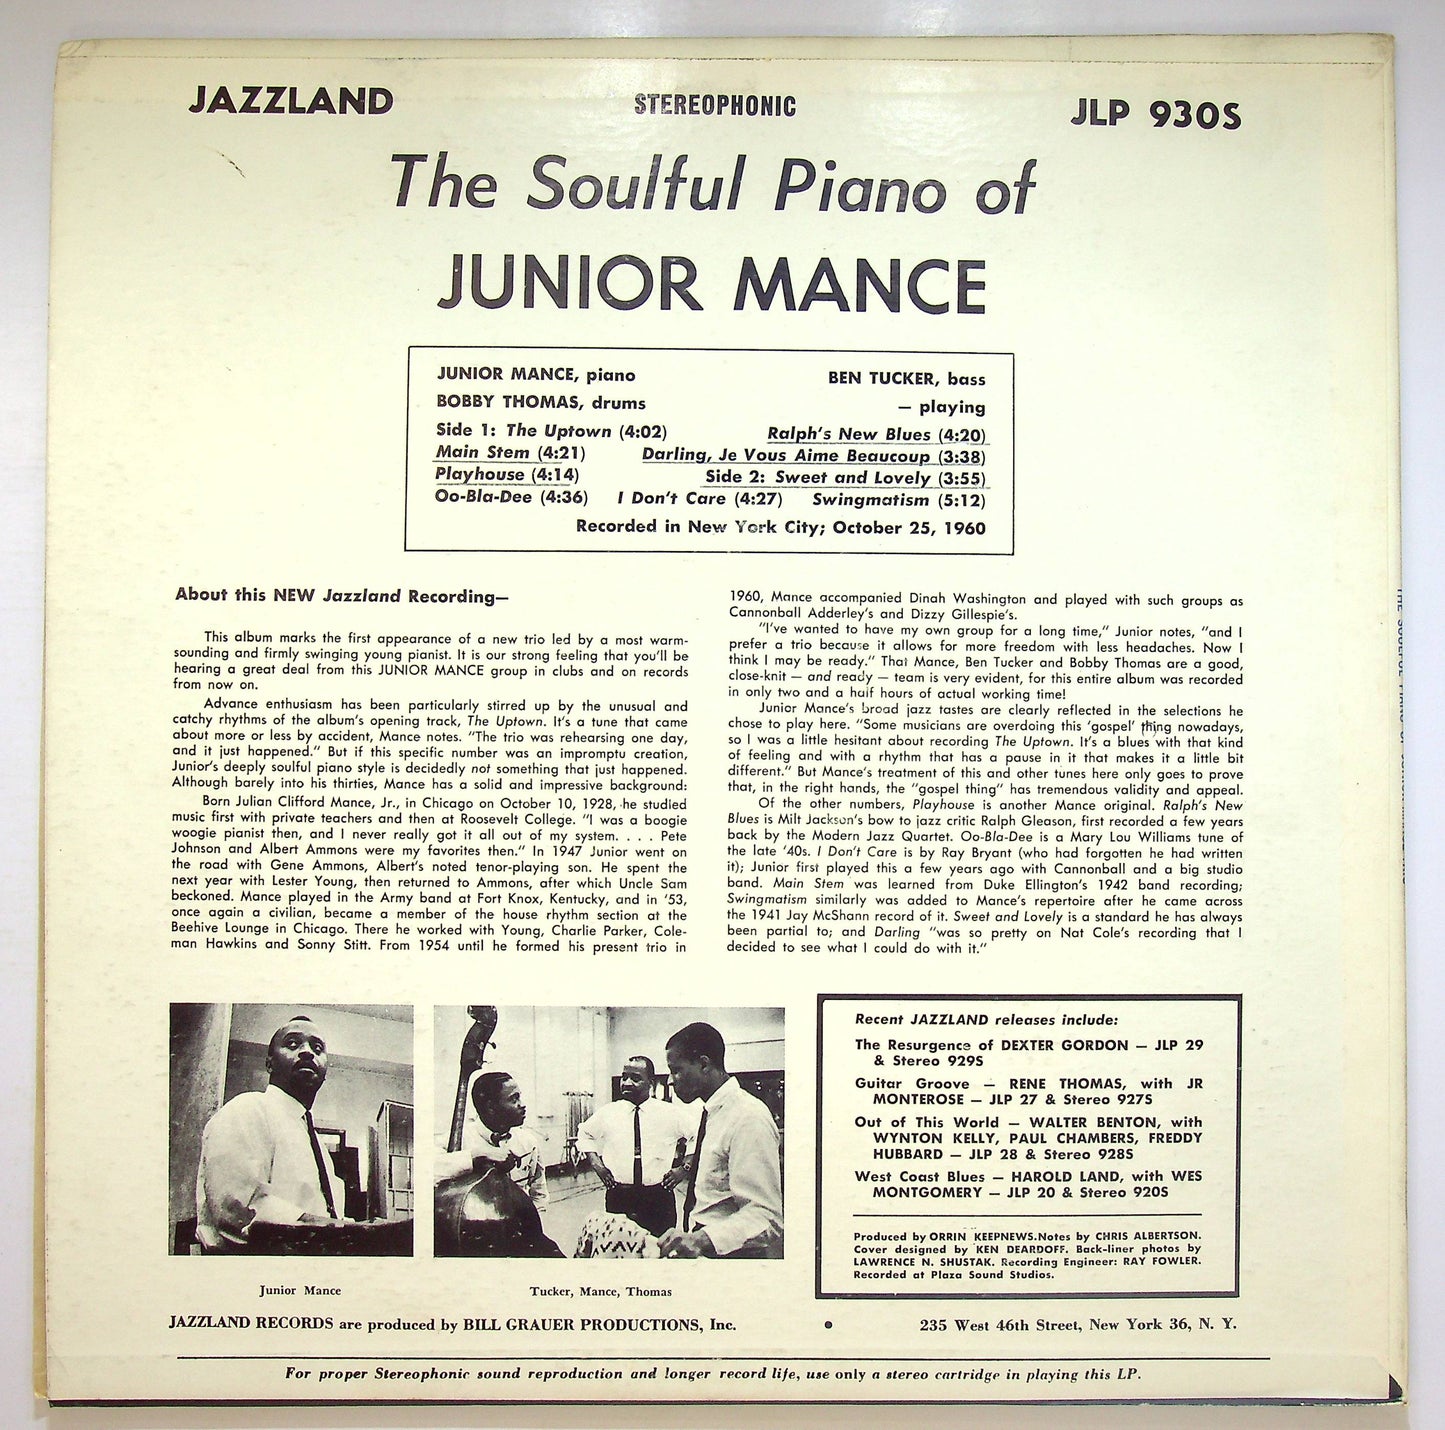 JAZZLAND STEREOPHONIC JLP 930S
The Soulful Piano of
JUNIOR MANCE
JUNIOR MANCE, piano BEN TUCKER, bass
BOBBY THOMAS, drums — playing
Side 1: The Uptown (4:02) Ralph's New Blues (4:20)
Main Stem (4:21) Darling, Je Vous Aime Beaucoup (3:38)
Playhouse (4:14) Side 2: Sweet and Lovely (3:55)
Oo-Bla-Dee (4:36) I Don't Care (4:27) Swingmatism (5:12)
Recorded in New York City; October 25, 1960
About this NEW Jazzland Recording—
This album marks the first appearance of a new trio led by a most warm-
sounding and firmly swinging young pianist. It is our strong feeling that you'll be
hearing a great deal from this JUNIOR MANCE group in clubs and on records
from now on.
Advance enthusiasm has been particularly stirred up by the unusual and
catchy rhythms of the album's opening track, The Uptown. It's a tune that came
about more or less by accident, Mance notes. "The trio was rehearsing one day,
and it just happened." But if this specific number was an impromptu creation,
Junior's deeply soulful piano style is decidedly not something that just happened.
Although barely into his thirties, Mance has a solid and impressive background:
Born Julian Clifford Mance, Jr., in Chicago on October 10, 1928, he studied
music first with private teachers and then at Roosevelt College. "I was a boogie
woogie pianist then, and I never really got it all out of my system. . . . Pete
Johnson and Albert Ammons were my favorites then." In 1947 Junior went on
the road with Gene Ammons, Albert's noted tenor-playing son. He spent the
next year with Lester Young, then returned to Ammons, after which Uncle Sam
beckoned. Mance played in the Army band at Fort Knox, Kentucky, and in '53,
once again a civilian, became a member of the house rhythm section at the
Beehive Lounge in Chicago. There he worked with Young, Charlie Parker, Cole-
man Hawkins and Sonny Stitt. From 1954 until he formed his present trio in
1960, Mance accompanied Dinah Washington and played with such groups as
Cannonball Adderley's and Dizzy Gillespie's.
"I've wanted to have my own group for a long time," Junior notes, "and I
prefer a trio because it allows for more freedom with less headaches. Now I
think I may be ready." That Mance, Ben Tucker and Bobby Thomas are a good,
close-knit — and ready — team is very evident, for this entire album was recorded
in only two and a half hours of actual working time!
Junior Mance's broad jazz tastes are clearly reflected in the selections he
chose to play here. "Some musicians are overdoing this 'gospel' thing nowadays,
so I was a little hesitant about recording The Uptown. It's a blues with that kind
of feeling and with a rhythm that has a pause in it that makes it a little bit
different." But Mance's treatment of this and other tunes here only goes to prove
that, in the right hands, the "gospel thing" has tremendous validity and appeal.
Of the other numbers, Playhouse is another Mance original. Ralph's New
Blues is Milt Jackson's bow to jazz critic Ralph Gleason, first recorded a few years
back by the Modern Jazz Quartet. Oo-Bla-Dee is a Mary Lou Williams tune of
the late '40s. I Don't Care is by Ray Bryant (who had forgotten he had written
it); Junior first played this a few years ago with Cannonball and a big studio
band. Main Stem was learned from Duke Ellington's 1942 band recording;
Swingmatism similarly was added to Mance's repertoire after he came across
the 1941 Jay McShann record of it. Sweet and Lovely is a standard he has always
been partial to; and Darling "was so pretty on Nat Cole's recording that I
decided to see what I could do with it."
Junior Mance
Tucker, Mance, Thomas
Recent JAZZLAND releases include:
The Resurgence of DEXTER GORDON — JLP 29
& Stereo 929S
Guitar Groove — RENE THOMAS, with JR
MONTEROSE — JLP 27 & Stereo 927S
Out of This World — WALTER BENTON, with
WYNTON KELLY, PAUL CHAMBERS, FREDDY
HUBBARD — JLP 28 & Stereo 928S
West Coast Blues — HAROLD LAND, with WES
MONTGOMERY — JLP 20 & Stereo 920S
Produced by ORRIN KEEPNEWS.Notes by CHRIS ALBERTSON.
Cover designed by KEN DEARDOFF. Back-liner photos by
LAWRENCE N. SHUSTAK. Recording Engineer: RAY FOWLER.
Recorded at Plaza Sound Studios.
JAZZLAND RECORDS are produced by BILL GRAUER PRODUCTIONS, Inc. • 235 West 46th Street, New York 36, N. Y.
For proper Stereophonic sound reproduction and longer record life, use only a stereo cartridge in playing this LP.